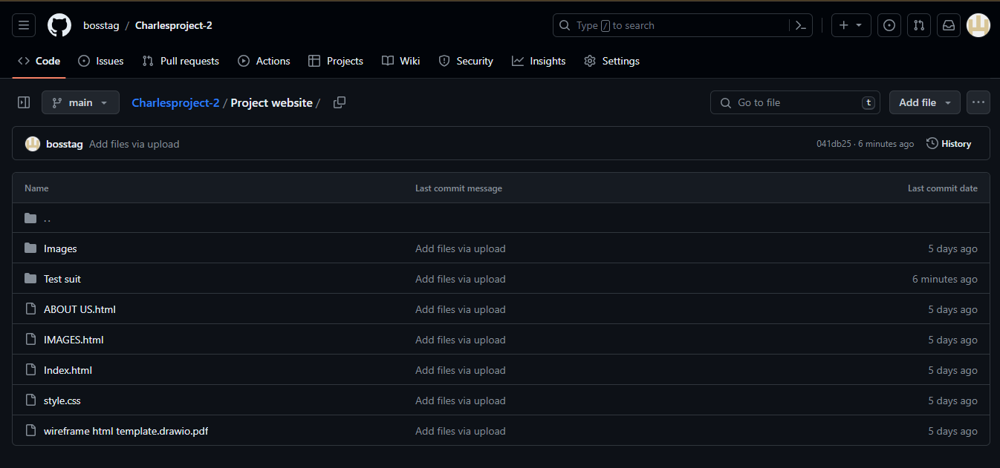 bosstag / Charlesproject-2 Type / to search
Code Issues Pull requests Actions Projects Wiki Security Insights Settings
main Charlesproject-2 / Project website / Go to file t Add file
bosstag Add files via upload 041db25 · 6 minutes ago History
Name Last commit message Last commit date
..
Images Add files via upload 5 days ago
Test suit Add files via upload 6 minutes ago
ABOUT US.html Add files via upload 5 days ago
IMAGES.html Add files via upload 5 days ago
Index.html Add files via upload 5 days ago
style.css Add files via upload 5 days ago
wireframe html template.drawio.pdf Add files via upload 5 days ago